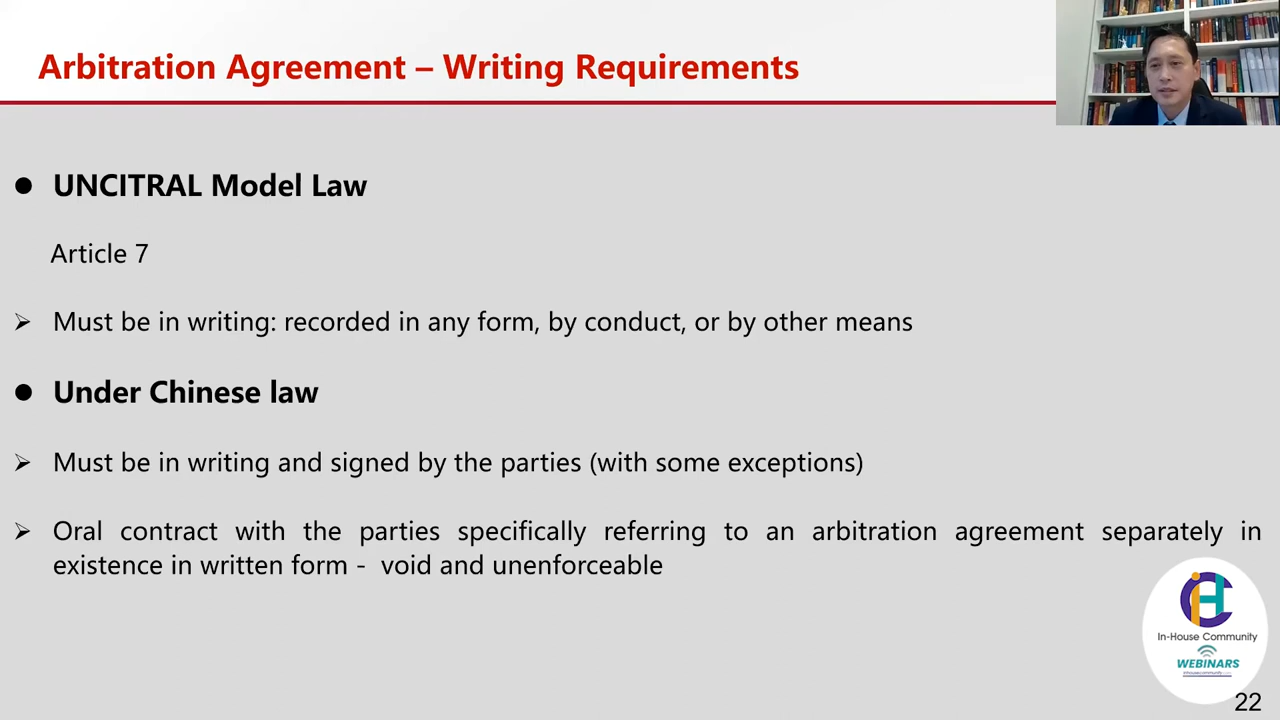 Arbitration Agreement – Writing Requirements
● UNCITRAL Model Law
Article 7
➢ Must be in writing: recorded in any form, by conduct, or by other means
● Under Chinese law
➢ Must be in writing and signed by the parties (with some exceptions)
➢ Oral contract with the parties specifically referring to an arbitration agreement separately in
existence in written form - void and unenforceable
In-House Community
WEBINARS
22